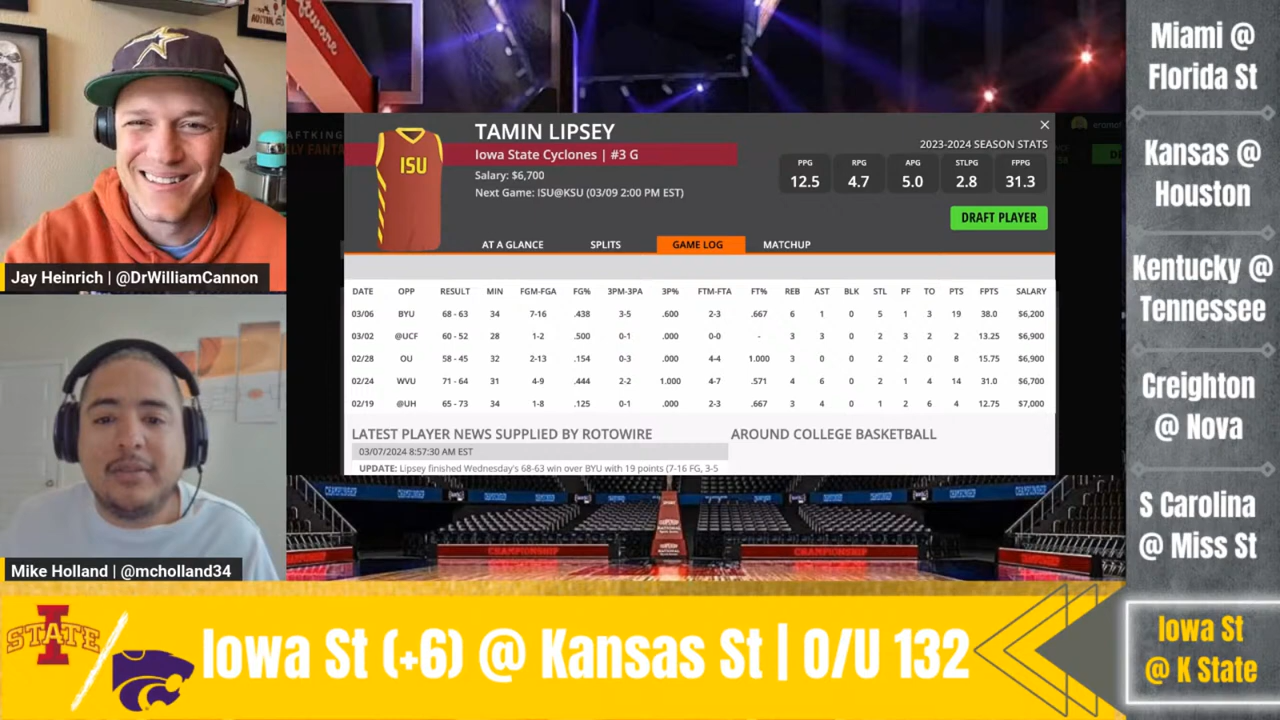 AUSTIN,
Jay Heinrich | @DrWilliamCannon
Mike Holland | @mcholland34
TAMIN LIPSEY
Iowa State Cyclones | #3 G
Salary: $6,700
Next Game: ISU@KSU (03/09 2:00 PM EST)
ISU
2023-2024 SEASON STATS
PPG RPG APG STLPG FPPG
12.5 4.7 5.0 2.8 31.3
DRAFT PLAYER
AT A GLANCE SPLITS GAME LOG MATCHUP
DATE OPP RESULT MIN FGM-FGA FG% 3PM-3PA 3P% FTM-FTA FT% REB AST BLK STL PF TO PTS FPTS SALARY
03/06 BYU 68 - 63 34 7-16 .438 3-5 .600 2-3 .667 6 1 0 5 1 3 19 38.0 $6,200
03/02 @UCF 60 - 52 28 1-2 .500 0-1 .000 0-0 - 3 3 0 2 3 2 2 13.25 $6,900
02/28 OU 58 - 45 32 2-13 .154 0-3 .000 4-4 1.000 3 0 0 2 2 0 8 15.75 $6,900
02/24 WVU 71 - 64 31 4-9 .444 2-2 1.000 4-7 .571 4 6 0 2 1 4 14 31.0 $6,700
02/19 @UH 65 - 73 34 1-8 .125 0-1 .000 2-3 .667 3 4 0 1 2 6 4 12.75 $7,000
LATEST PLAYER NEWS SUPPLIED BY ROTOWIRE
03/07/2024 8:57:30 AM EST
UPDATE: Lipsey finished Wednesday's 68-63 win over BYU with 19 points (7-16 FG, 3-5
AROUND COLLEGE BASKETBALL
CHAMPIONSHIP
CHAMPIONSHIP
Miami @
Florida St
Kansas @
Houston
Kentucky @
Tennessee
Creighton
@ Nova
S Carolina
@ Miss St
Iowa St
@ K State
STATE
Iowa St (+6) @ Kansas St | O/U 132